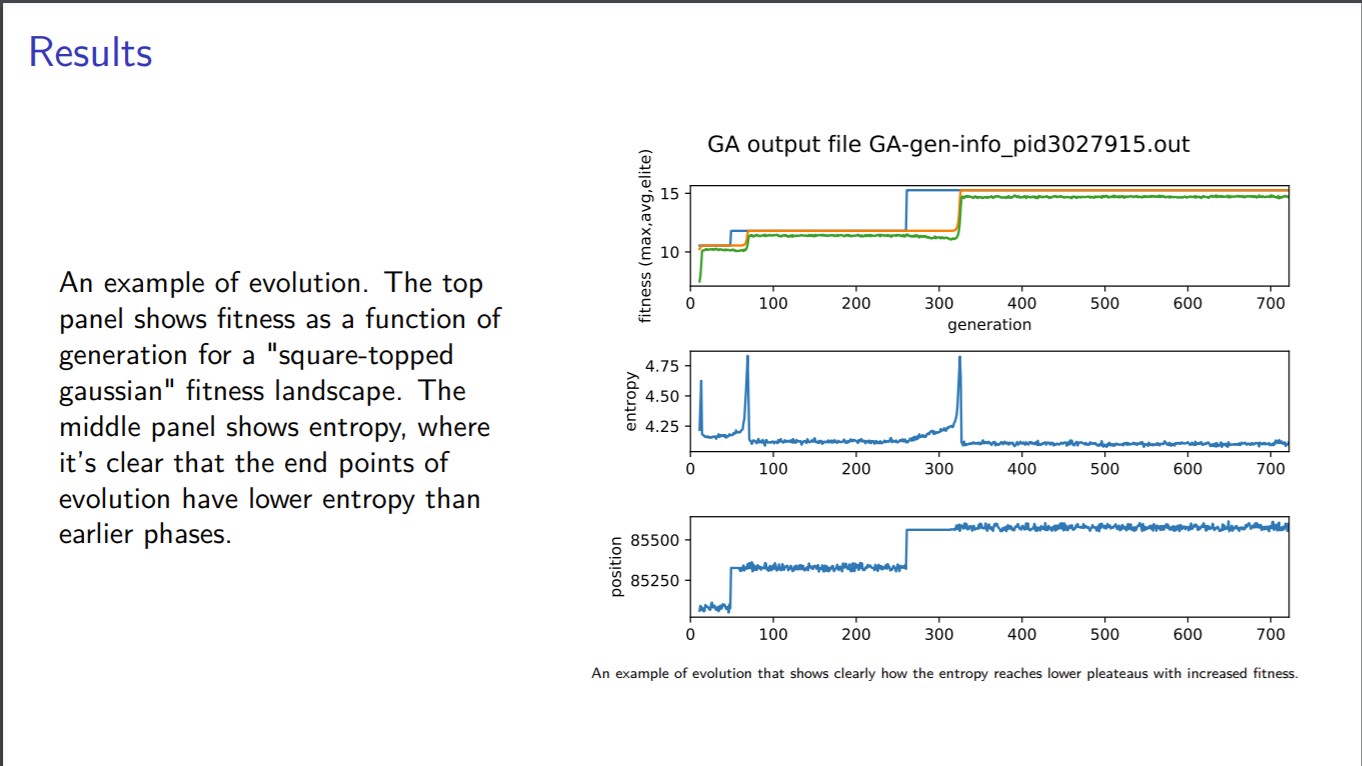 Results
An example of evolution. The top
panel shows fitness as a function of
generation for a "square-topped
gaussian" fitness landscape. The
middle panel shows entropy, where
it's clear that the end points of
evolution have lower entropy than
earlier phases.
GA output file GA-gen-info_pid3027915.out
fitness (max,avg,elite)
15
10
0 100 200 300 400 500 600 700
generation
entropy
4.75
4.50
4.25
0 100 200 300 400 500 600 700
position
85500
85250
0 100 200 300 400 500 600 700
An example of evolution that shows clearly how the entropy reaches lower pleateaus with increased fitness.